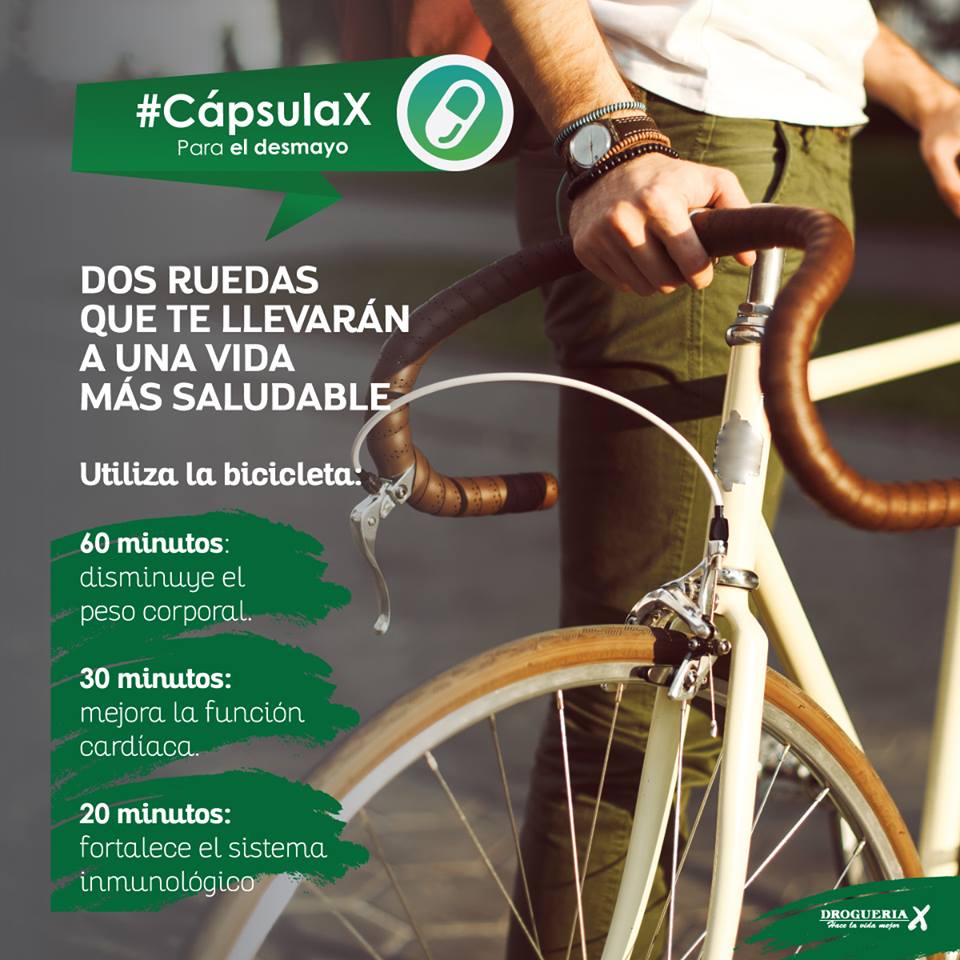 #CápsulaX
Para el desmayo
DOS RUEDAS
QUE TE LLEVARÁN
A UNA VIDA
MÁS SALUDABLE
Utiliza la bicicleta:
60 minutos:
disminuye el
peso corporal.
30 minutos:
mejora la función
cardíaca.
20 minutos:
fortalece el sistema
inmunológico
DROGUERIA X
Hace la vida mejor